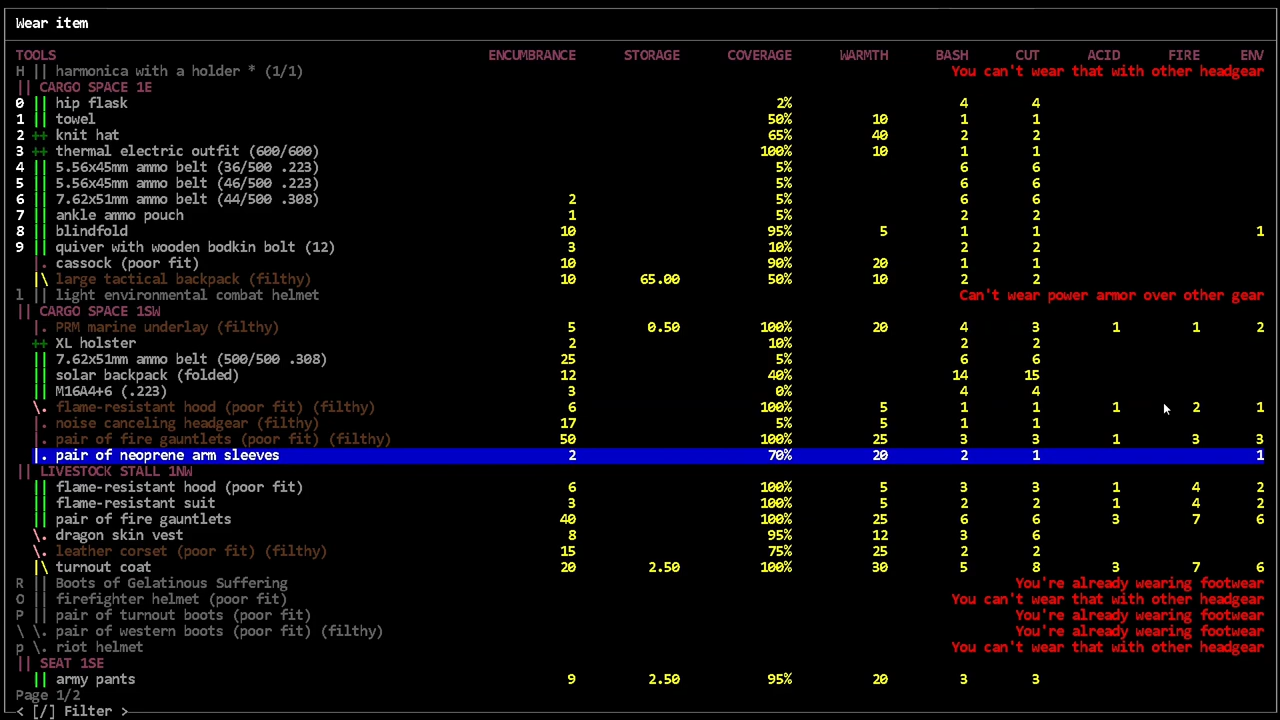 Wear item
TOOLS ENCUMBRANCE STORAGE COVERAGE WARMTH BASH CUT ACID FIRE ENV
H || harmonica with a holder * (1/1) You can't wear that with other headgear
|| CARGO SPACE 1E
0 || hip flask 2% 4 4
1 || towel 50% 10 1 1
2 ++ knit hat 65% 40 2 2
3 ++ thermal electric outfit (600/600) 100% 10 1 1
4 || 5.56x45mm ammo belt (36/500 .223) 5% 6 6
5 || 5.56x45mm ammo belt (46/500 .223) 5% 6 6
6 || 7.62x51mm ammo belt (44/500 .308) 2 5% 6 6
7 || ankle ammo pouch 1 5% 2 2
8 || blindfold 10 95% 5 1 1 1
9 || quiver with wooden bodkin bolt (12) 3 10% 2 2
|. cassock (poor fit) 10 90% 20 1 1
|\ large tactical backpack (filthy) 10 65.00 50% 10 2 2
l || light environmental combat helmet Can't wear power armor over other gear
|| CARGO SPACE 1SW
|. PRM marine underlay (filthy) 5 0.50 100% 20 4 3 1 1 2
++ XL holster 2 10% 2 2
|| 7.62x51mm ammo belt (500/500 .308) 25 5% 6 6
|| solar backpack (folded) 12 40% 14 15
|| M16A4+6 (.223) 3 0% 4 4
\. flame-resistant hood (poor fit) (filthy) 6 100% 5 1 1 1 2 1
|. noise canceling headgear (filthy) 17 5% 5 1 1
|. pair of fire gauntlets (poor fit) (filthy) 50 100% 25 3 3 1 3 3
|. pair of neoprene arm sleeves 2 70% 20 2 1 1
|| LIVESTOCK STALL 1NW
|| flame-resistant hood (poor fit) 6 100% 5 3 3 1 4 2
|| flame-resistant suit 3 100% 5 2 2 1 4 2
|| pair of fire gauntlets 40 100% 25 6 6 3 7 6
\. dragon skin vest 8 95% 12 3 6
\. leather corset (poor fit) (filthy) 15 75% 25 2 2
|\ turnout coat 20 2.50 100% 30 5 8 3 7 6
R || Boots of Gelatinous Suffering You're already wearing footwear
O || firefighter helmet (poor fit) You can't wear that with other headgear
P || pair of turnout boots (poor fit) You're already wearing footwear
\ \. pair of western boots (poor fit) (filthy) You're already wearing footwear
p \. riot helmet You can't wear that with other headgear
|| SEAT 1SE
|| army pants 9 2.50 95% 20 3 3
Page 1/2
< [/] Filter >